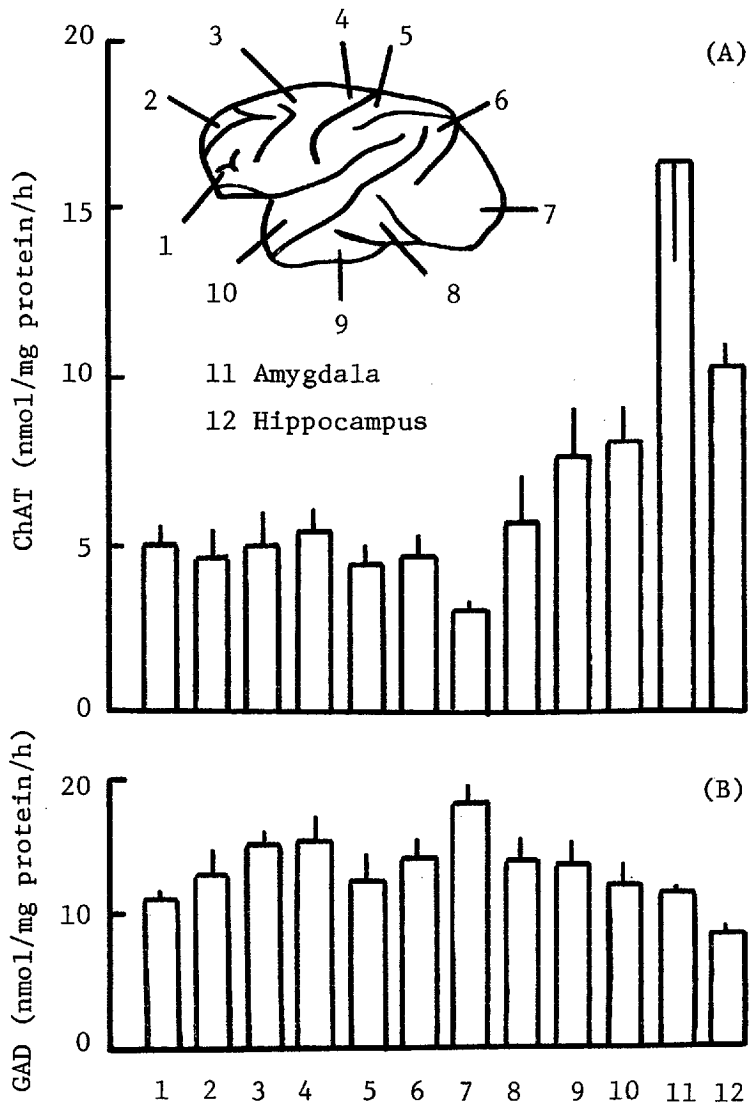 20
(A)
3
4
5
2
6
15
1
7
10
8
9
10
11 Amygdala
12 Hippocampus
5
0
ChAT (nmol/mg protein/h)
20
(B)
10
0
GAD (nmol/mg protein/h)
1 2 3 4 5 6 7 8 9 10 11 12